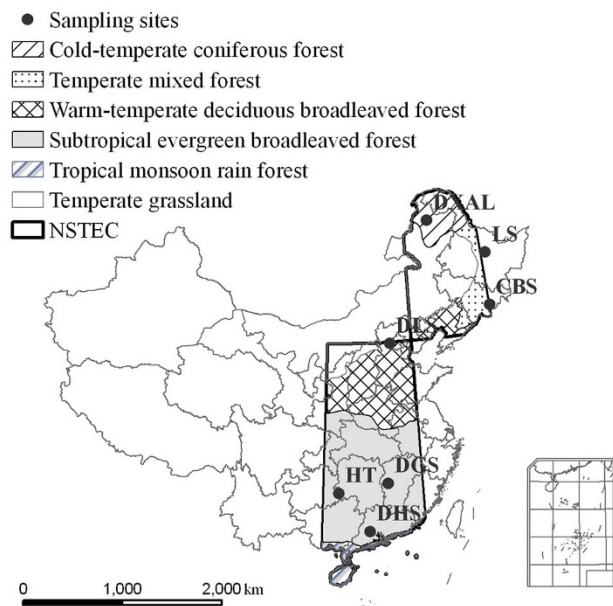 Sampling sites
Cold-temperate coniferous forest
Temperate mixed forest
Warm-temperate deciduous broadleaved forest
Subtropical evergreen broadleaved forest
Tropical monsoon rain forest
Temperate grassland
NSTEC
DXAL
LS
CBS
DLS
HT
DGS
DHS
0 1,000 2,000 km